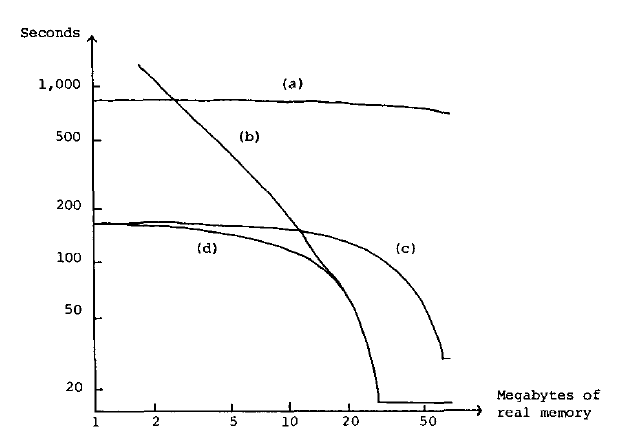 Seconds
1,000
(a)
500
(b)
200
(d)
(c)
100
50
20
1 2 5 10 20 50
Megabytes of
real memory